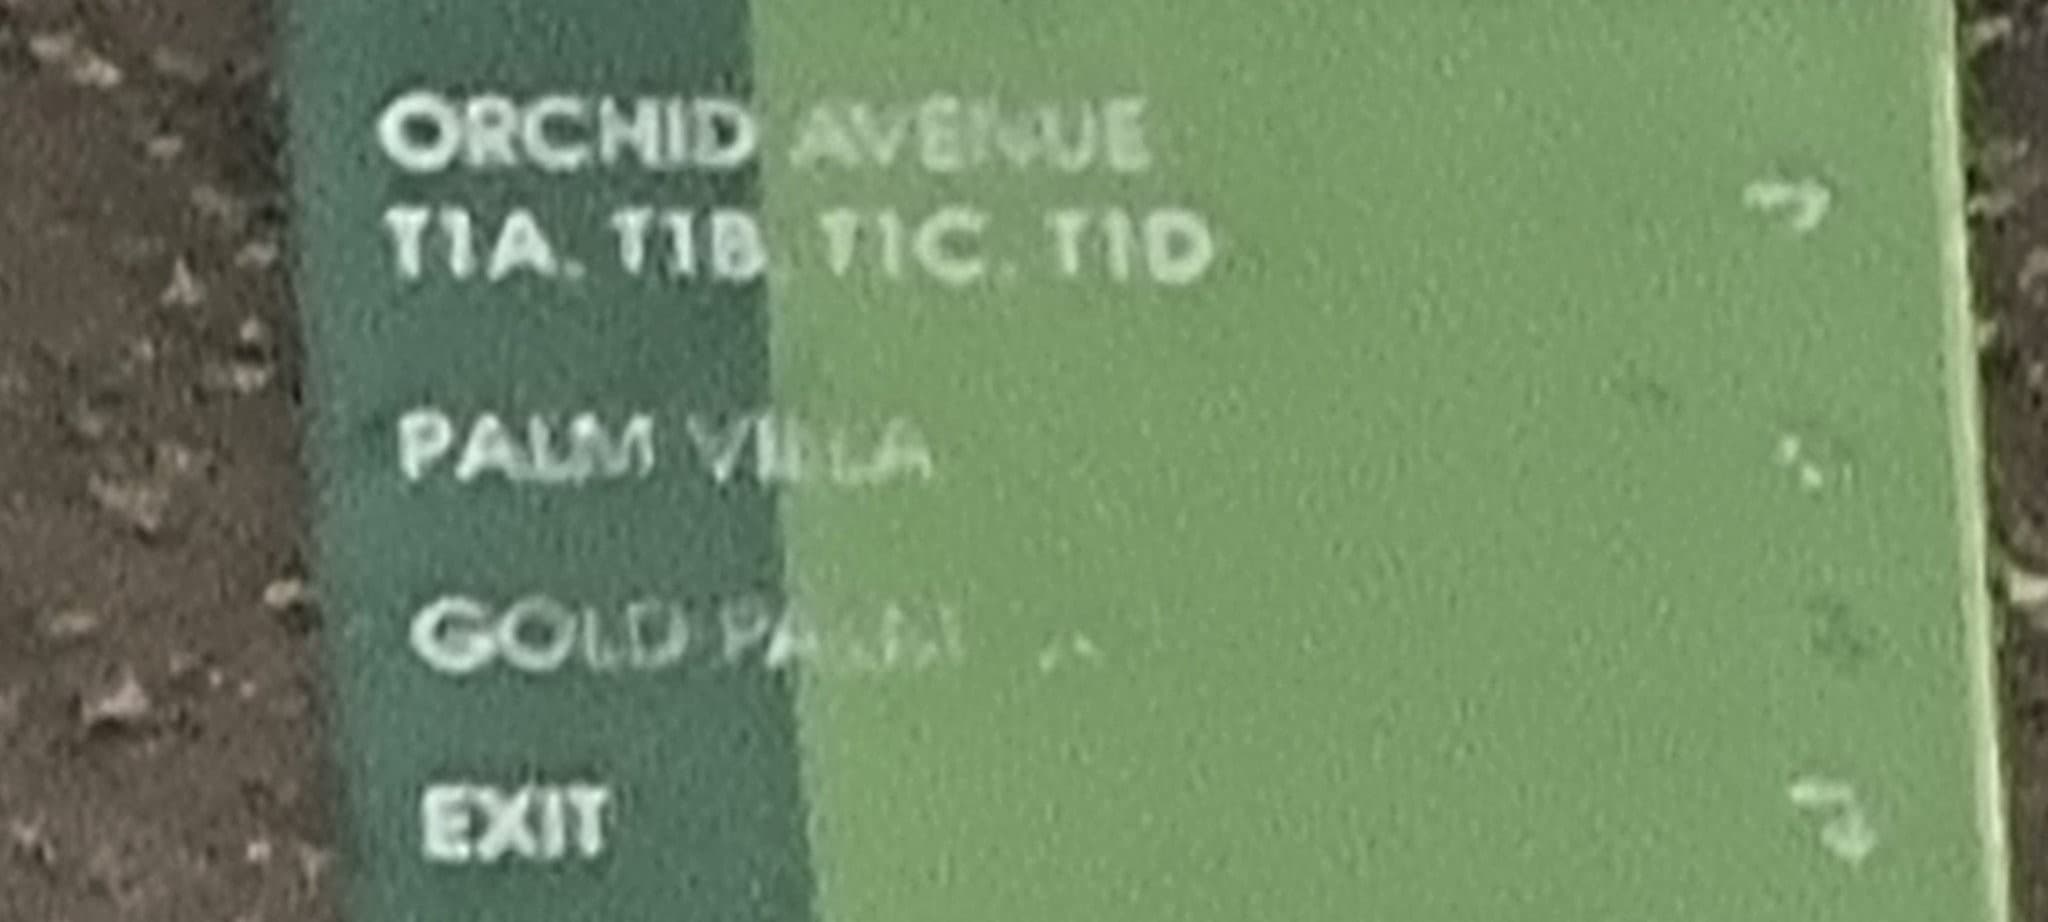 ORCHID AVENUE
T1A. T1B. T1C. T1D
PALM VILLA
GOLD PALM
EXIT